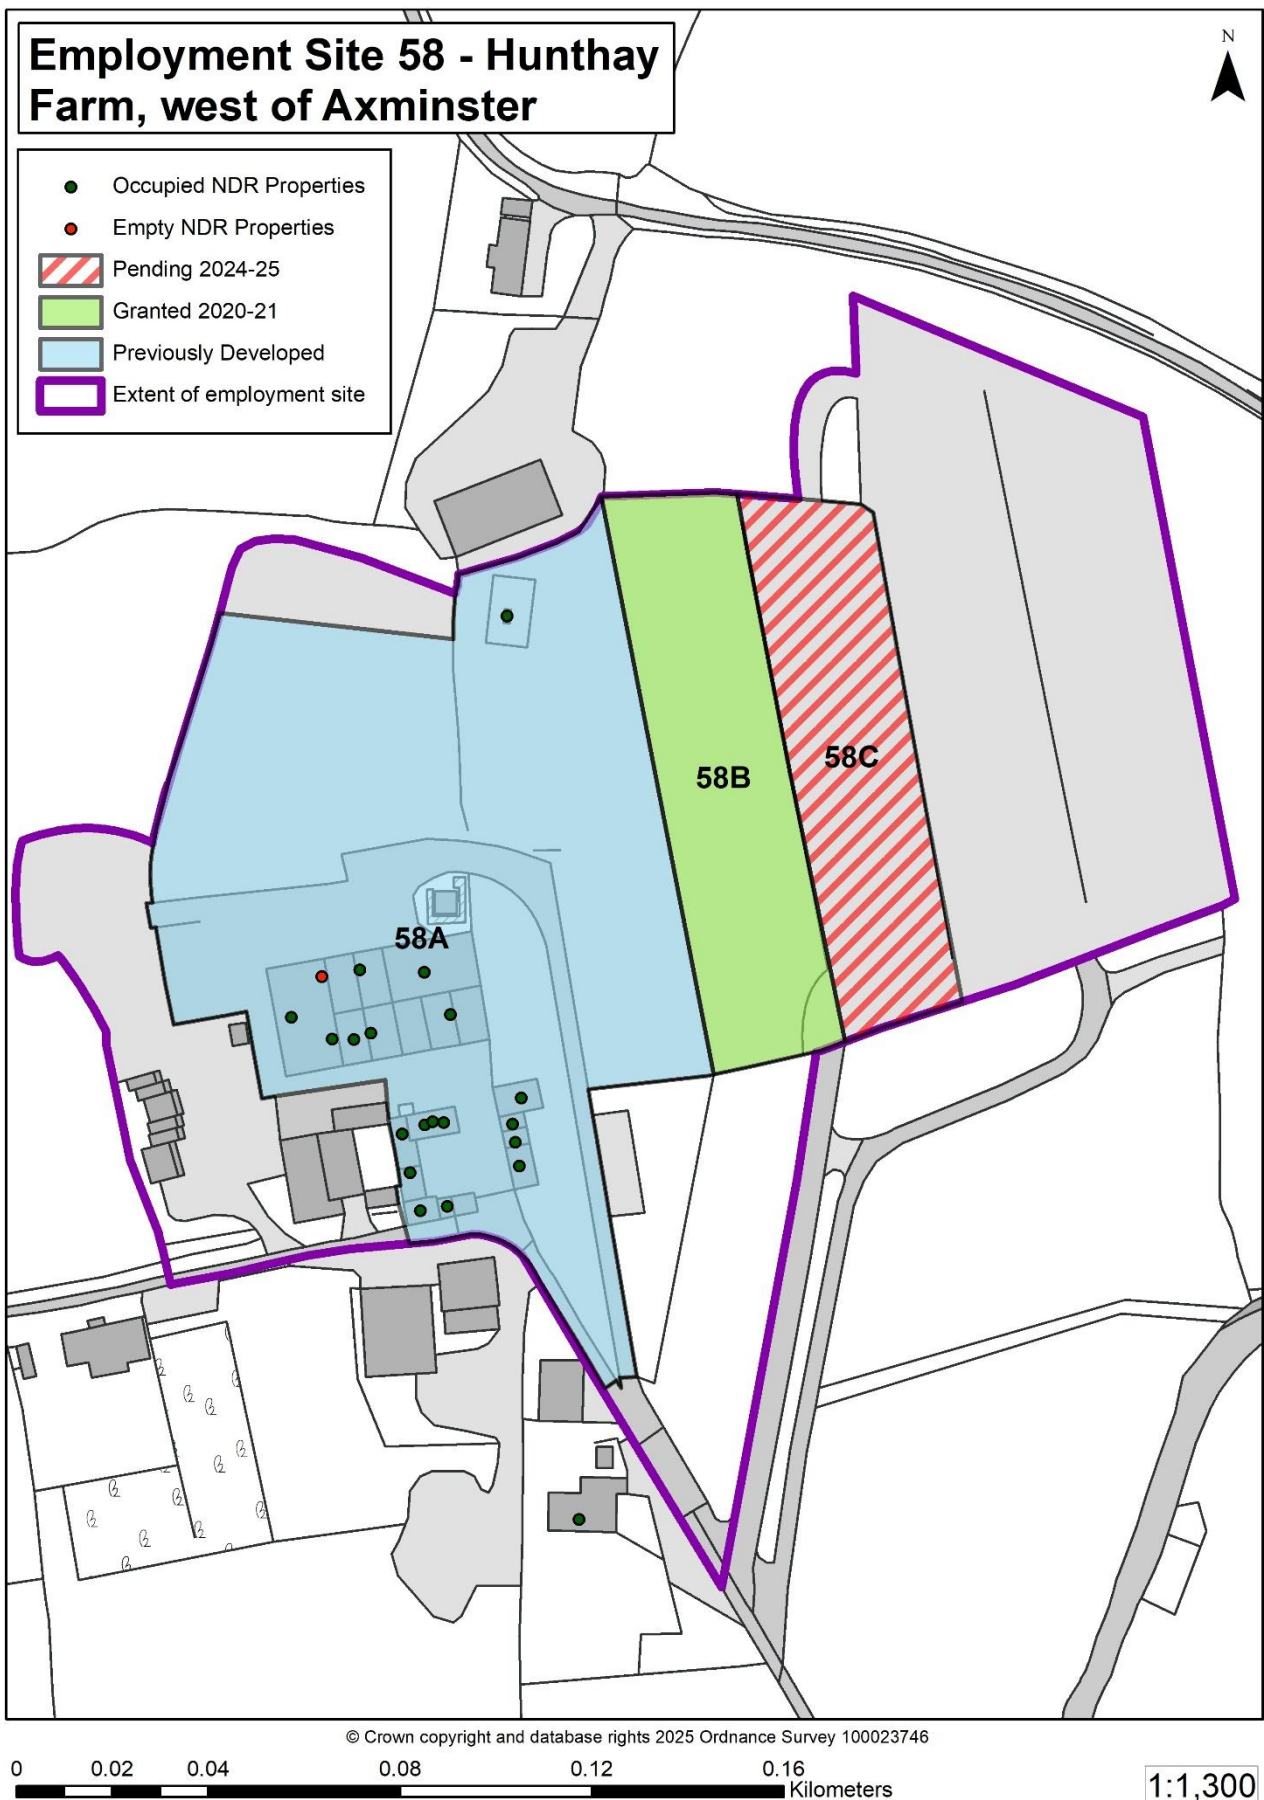 Employment Site 58 - Hunthay
Farm, west of Axminster
N
Occupied NDR Properties
Empty NDR Properties
Pending 2024-25
Granted 2020-21
Previously Developed
Extent of employment site
58C
58B
58A
© Crown copyright and database rights 2025 Ordnance Survey 100023746
0 0.02 0.04 0.08 0.12 0.16
Kilometers
1:1,300